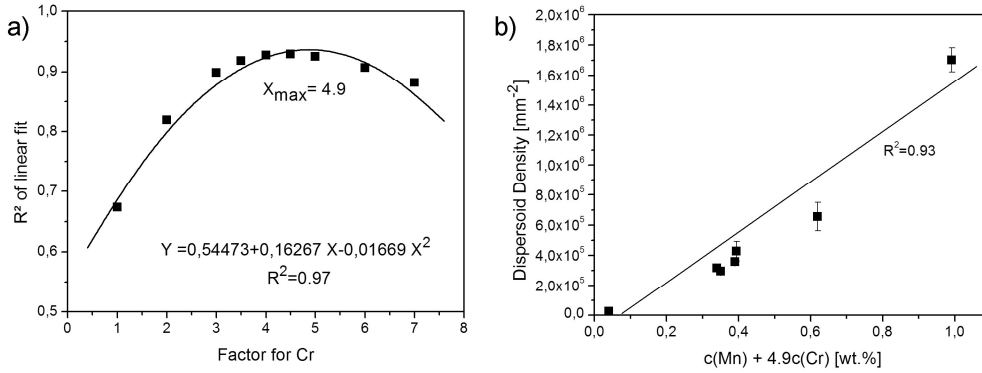 a)
1,0
0,9
0,8
0,7
0,6
0,5
R² of linear fit
X_max= 4.9
Y =0,54473+0,16267 X-0,01669 X²
R²=0.97
0 1 2 3 4 5 6 7 8
Factor for Cr
b)
2,0x10⁶
1,8x10⁶
1,6x10⁶
1,4x10⁶
1,2x10⁶
1,0x10⁶
8,0x10⁵
6,0x10⁵
4,0x10⁵
2,0x10⁵
0,0
Dispersoid Density [mm⁻²]
R²=0.93
0,0 0,2 0,4 0,6 0,8 1,0
c(Mn) + 4.9c(Cr) [wt.%]